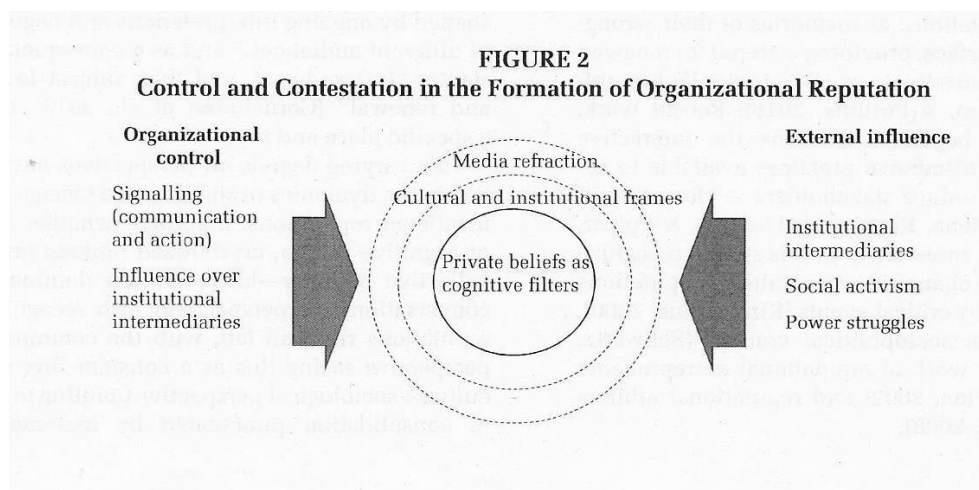 FIGURE 2
Control and Contestation in the Formation of Organizational Reputation
Organizational
control
Signalling
(communication
and action)
Influence over
institutional
intermediaries
Media refraction
Cultural and institutional frames
Private beliefs as
cognitive filters
External influence
Institutional
intermediaries
Social activism
Power struggles